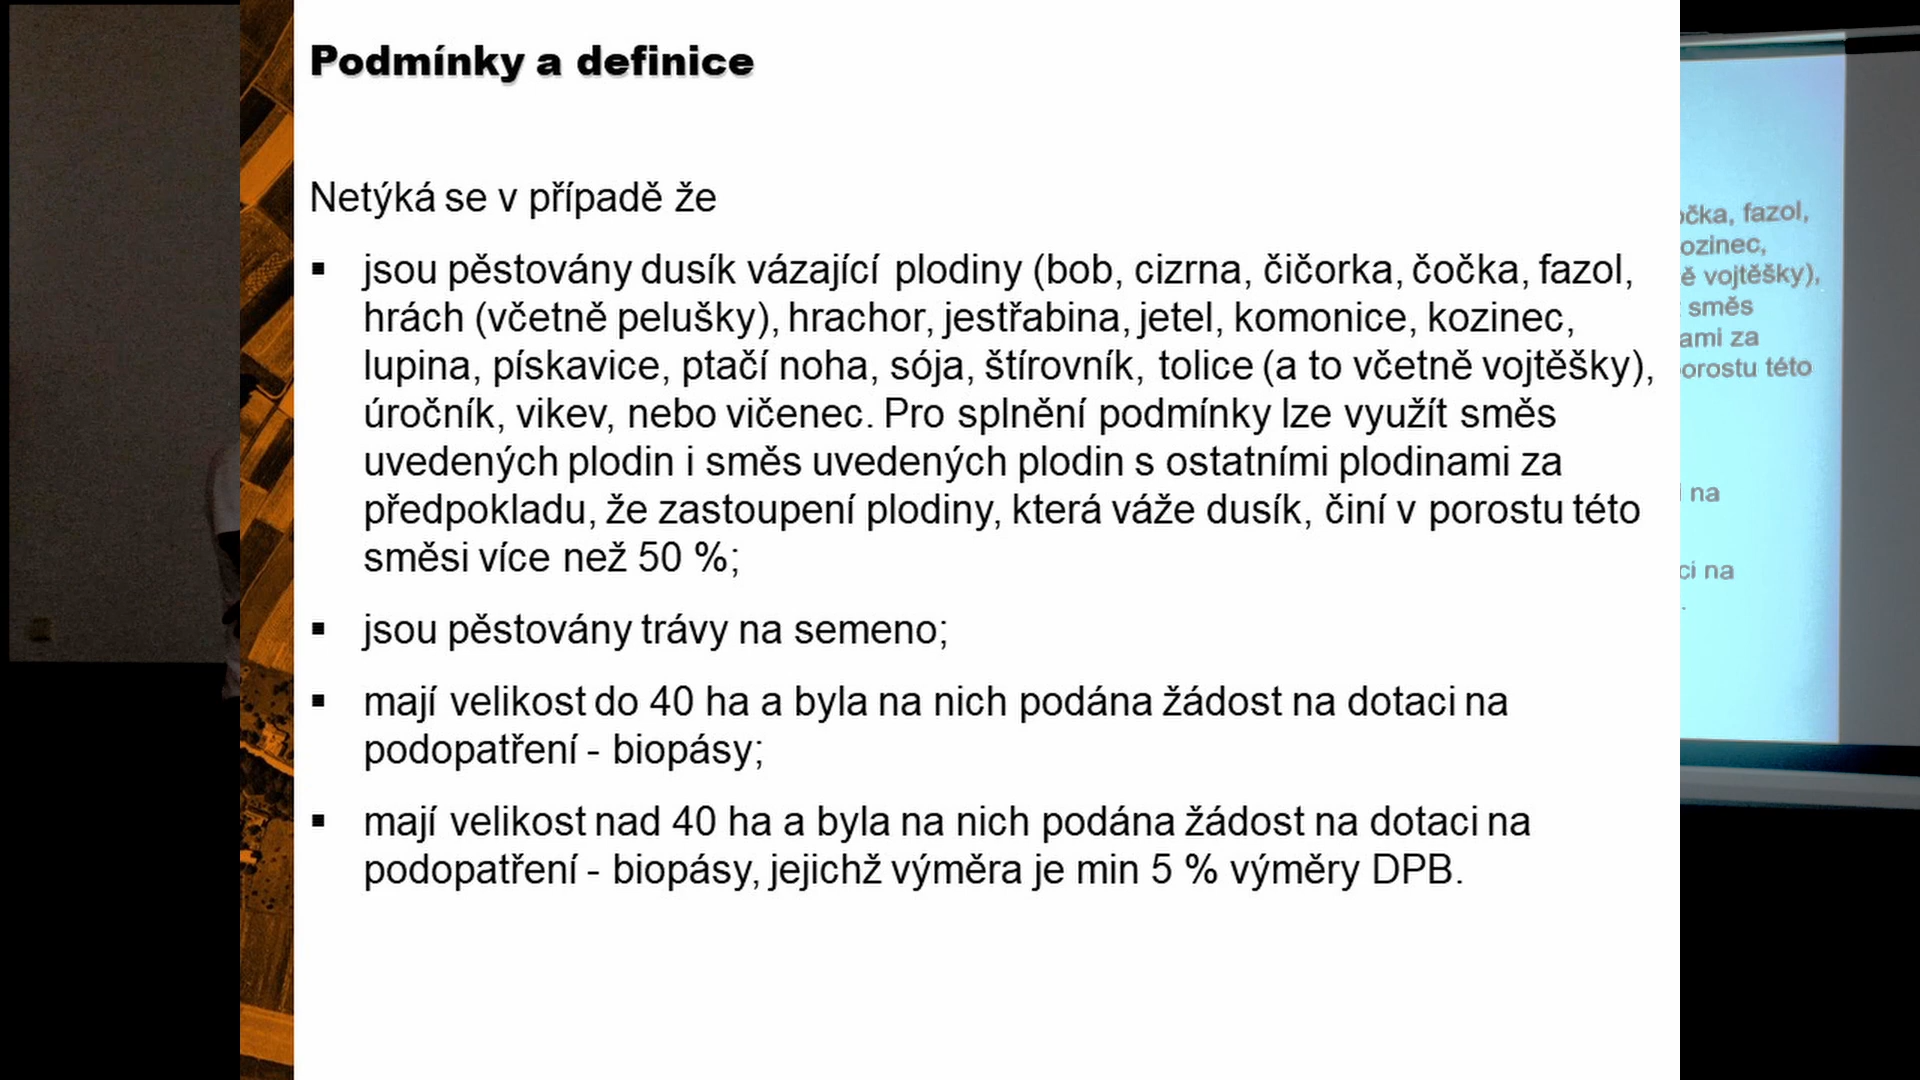 Podmínky a definice
Netýká se v případě že
▪ jsou pěstovány dusík vázající plodiny (bob, cizrna, čičorka, čočka, fazol,
hrách (včetně pelušky), hrachor, jestřabina, jetel, komonice, kozinec,
lupina, pískavice, ptačí noha, sója, štírovník, tolice (a to včetně vojtěšky),
úročník, vikev, nebo vičenec. Pro splnění podmínky lze využít směs
uvedených plodin i směs uvedených plodin s ostatními plodinami za
předpokladu, že zastoupení plodiny, která váže dusík, činí v porostu této
směsi více než 50 %;
▪ jsou pěstovány trávy na semeno;
▪ mají velikost do 40 ha a byla na nich podána žádost na dotaci na
podopatření - biopásy;
▪ mají velikost nad 40 ha a byla na nich podána žádost na dotaci na
podopatření - biopásy, jejichž výměra je min 5 % výměry DPB.
očka, fazol,
ozinec,
ě vojtěšky),
směs
ami za
orostu této
na
ci na